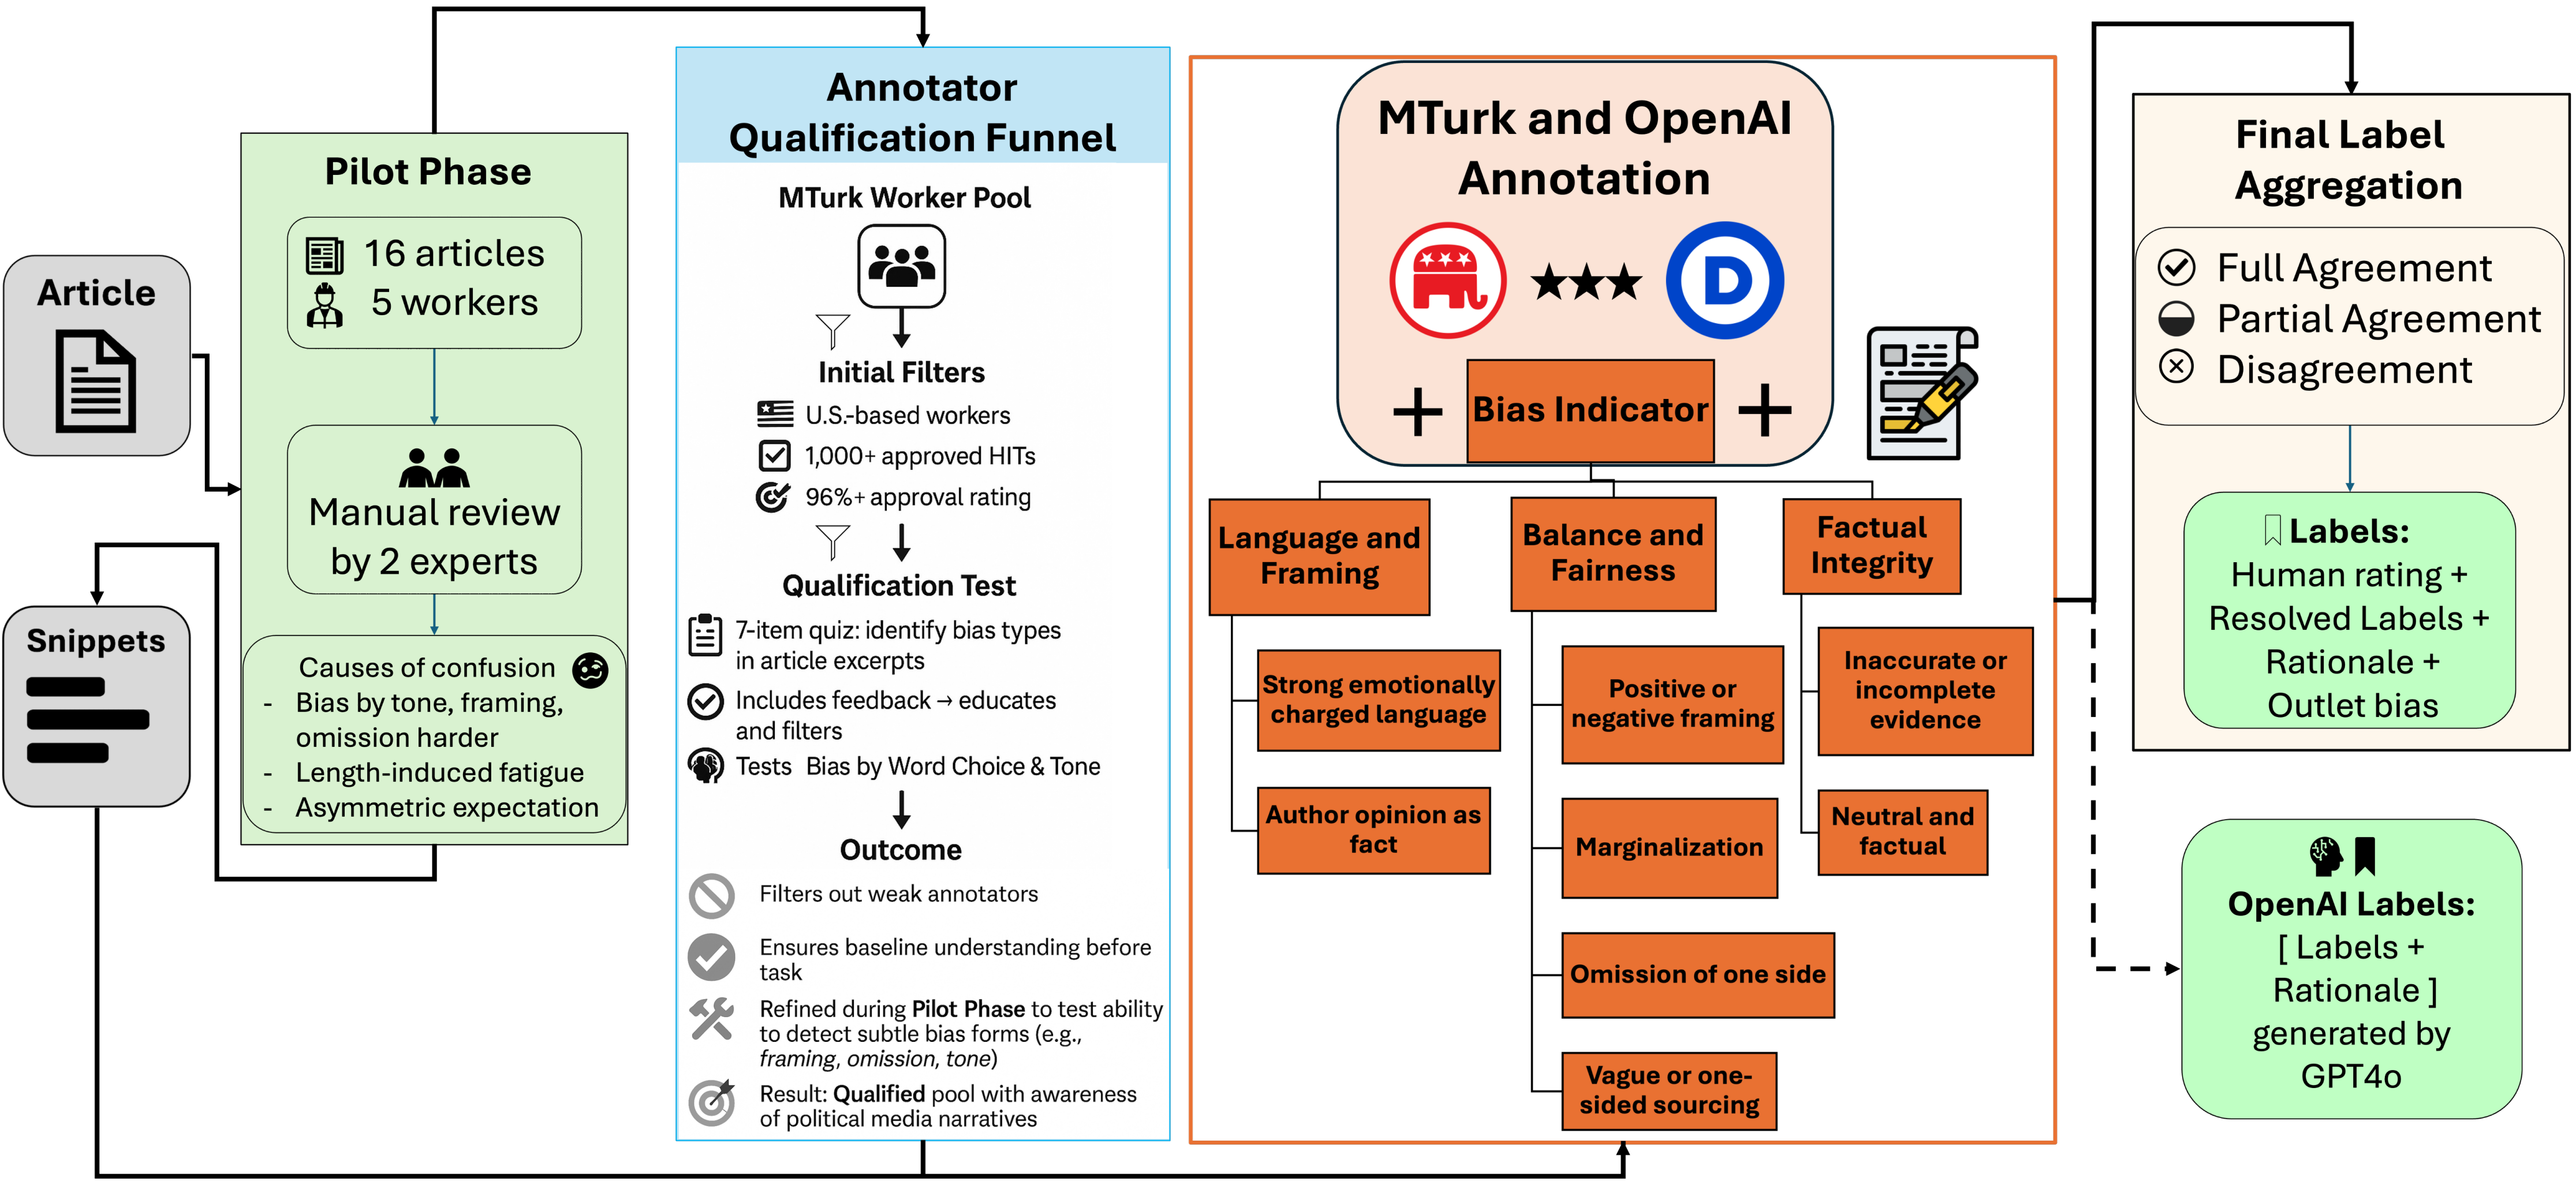 Article
Snippets
Pilot Phase
16 articles
5 workers
Manual review
by 2 experts
Causes of confusion
- Bias by tone, framing,
omission harder
- Length-induced fatigue
- Asymmetric expectation
Annotator
Qualification Funnel
MTurk Worker Pool
Initial Filters
U.S.-based workers
1,000+ approved HITs
96%+ approval rating
Qualification Test
7-item quiz: identify bias types
in article excerpts
Includes feedback → educates
and filters
Tests Bias by Word Choice & Tone
Outcome
Filters out weak annotators
Ensures baseline understanding before
task
Refined during Pilot Phase to test ability
to detect subtle bias forms (e.g.,
framing, omission, tone)
Result: Qualified pool with awareness
of political media narratives
MTurk and OpenAI
Annotation
D
+ Bias Indicator +
Language and
Framing
Strong emotionally
charged language
Author opinion as
fact
Balance and
Fairness
Positive or
negative framing
Marginalization
Omission of one side
Vague or one-
sided sourcing
Factual
Integrity
Inaccurate or
incomplete
evidence
Neutral and
factual
Final Label
Aggregation
Full Agreement
Partial Agreement
Disagreement
Labels:
Human rating +
Resolved Labels +
Rationale +
Outlet bias
OpenAI Labels:
[ Labels +
Rationale ]
generated by
GPT4o